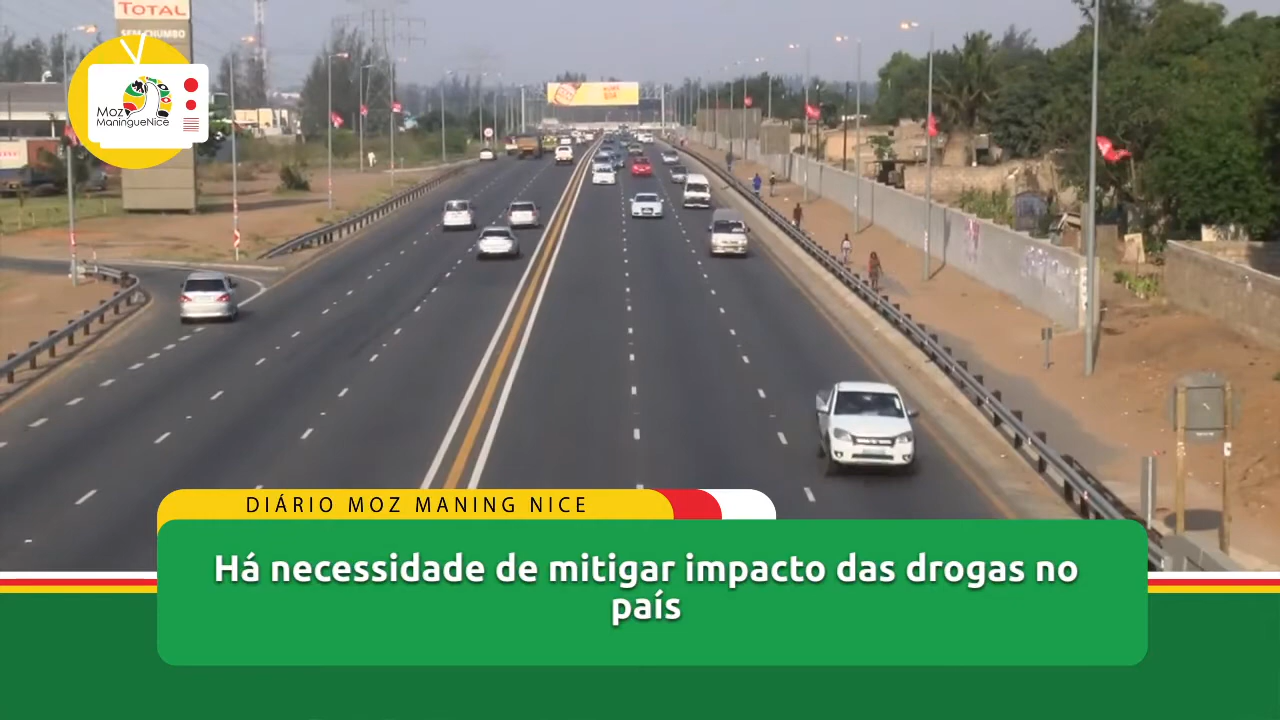 TOTAL
SEM CHUMBO
Moz
ManingueNice
DIÁRIO MOZ MANING NICE
Há necessidade de mitigar impacto das drogas no
país